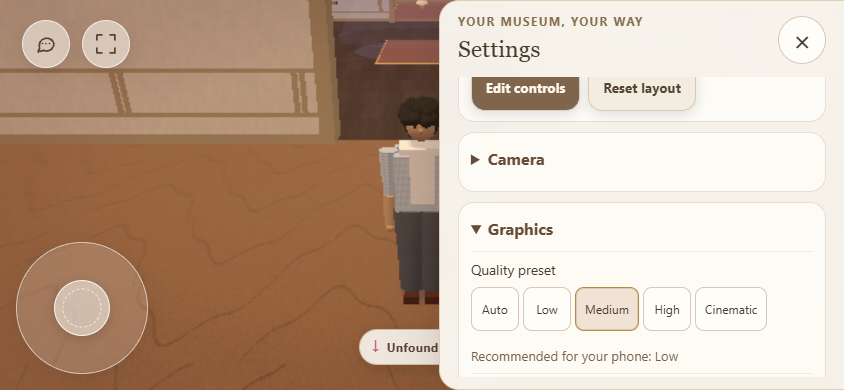 YOUR MUSEUM, YOUR WAY
Settings
Edit controls
Reset layout
Camera
Graphics
Quality preset
Auto
Low
Medium
High
Cinematic
Recommended for your phone: Low
Unfound